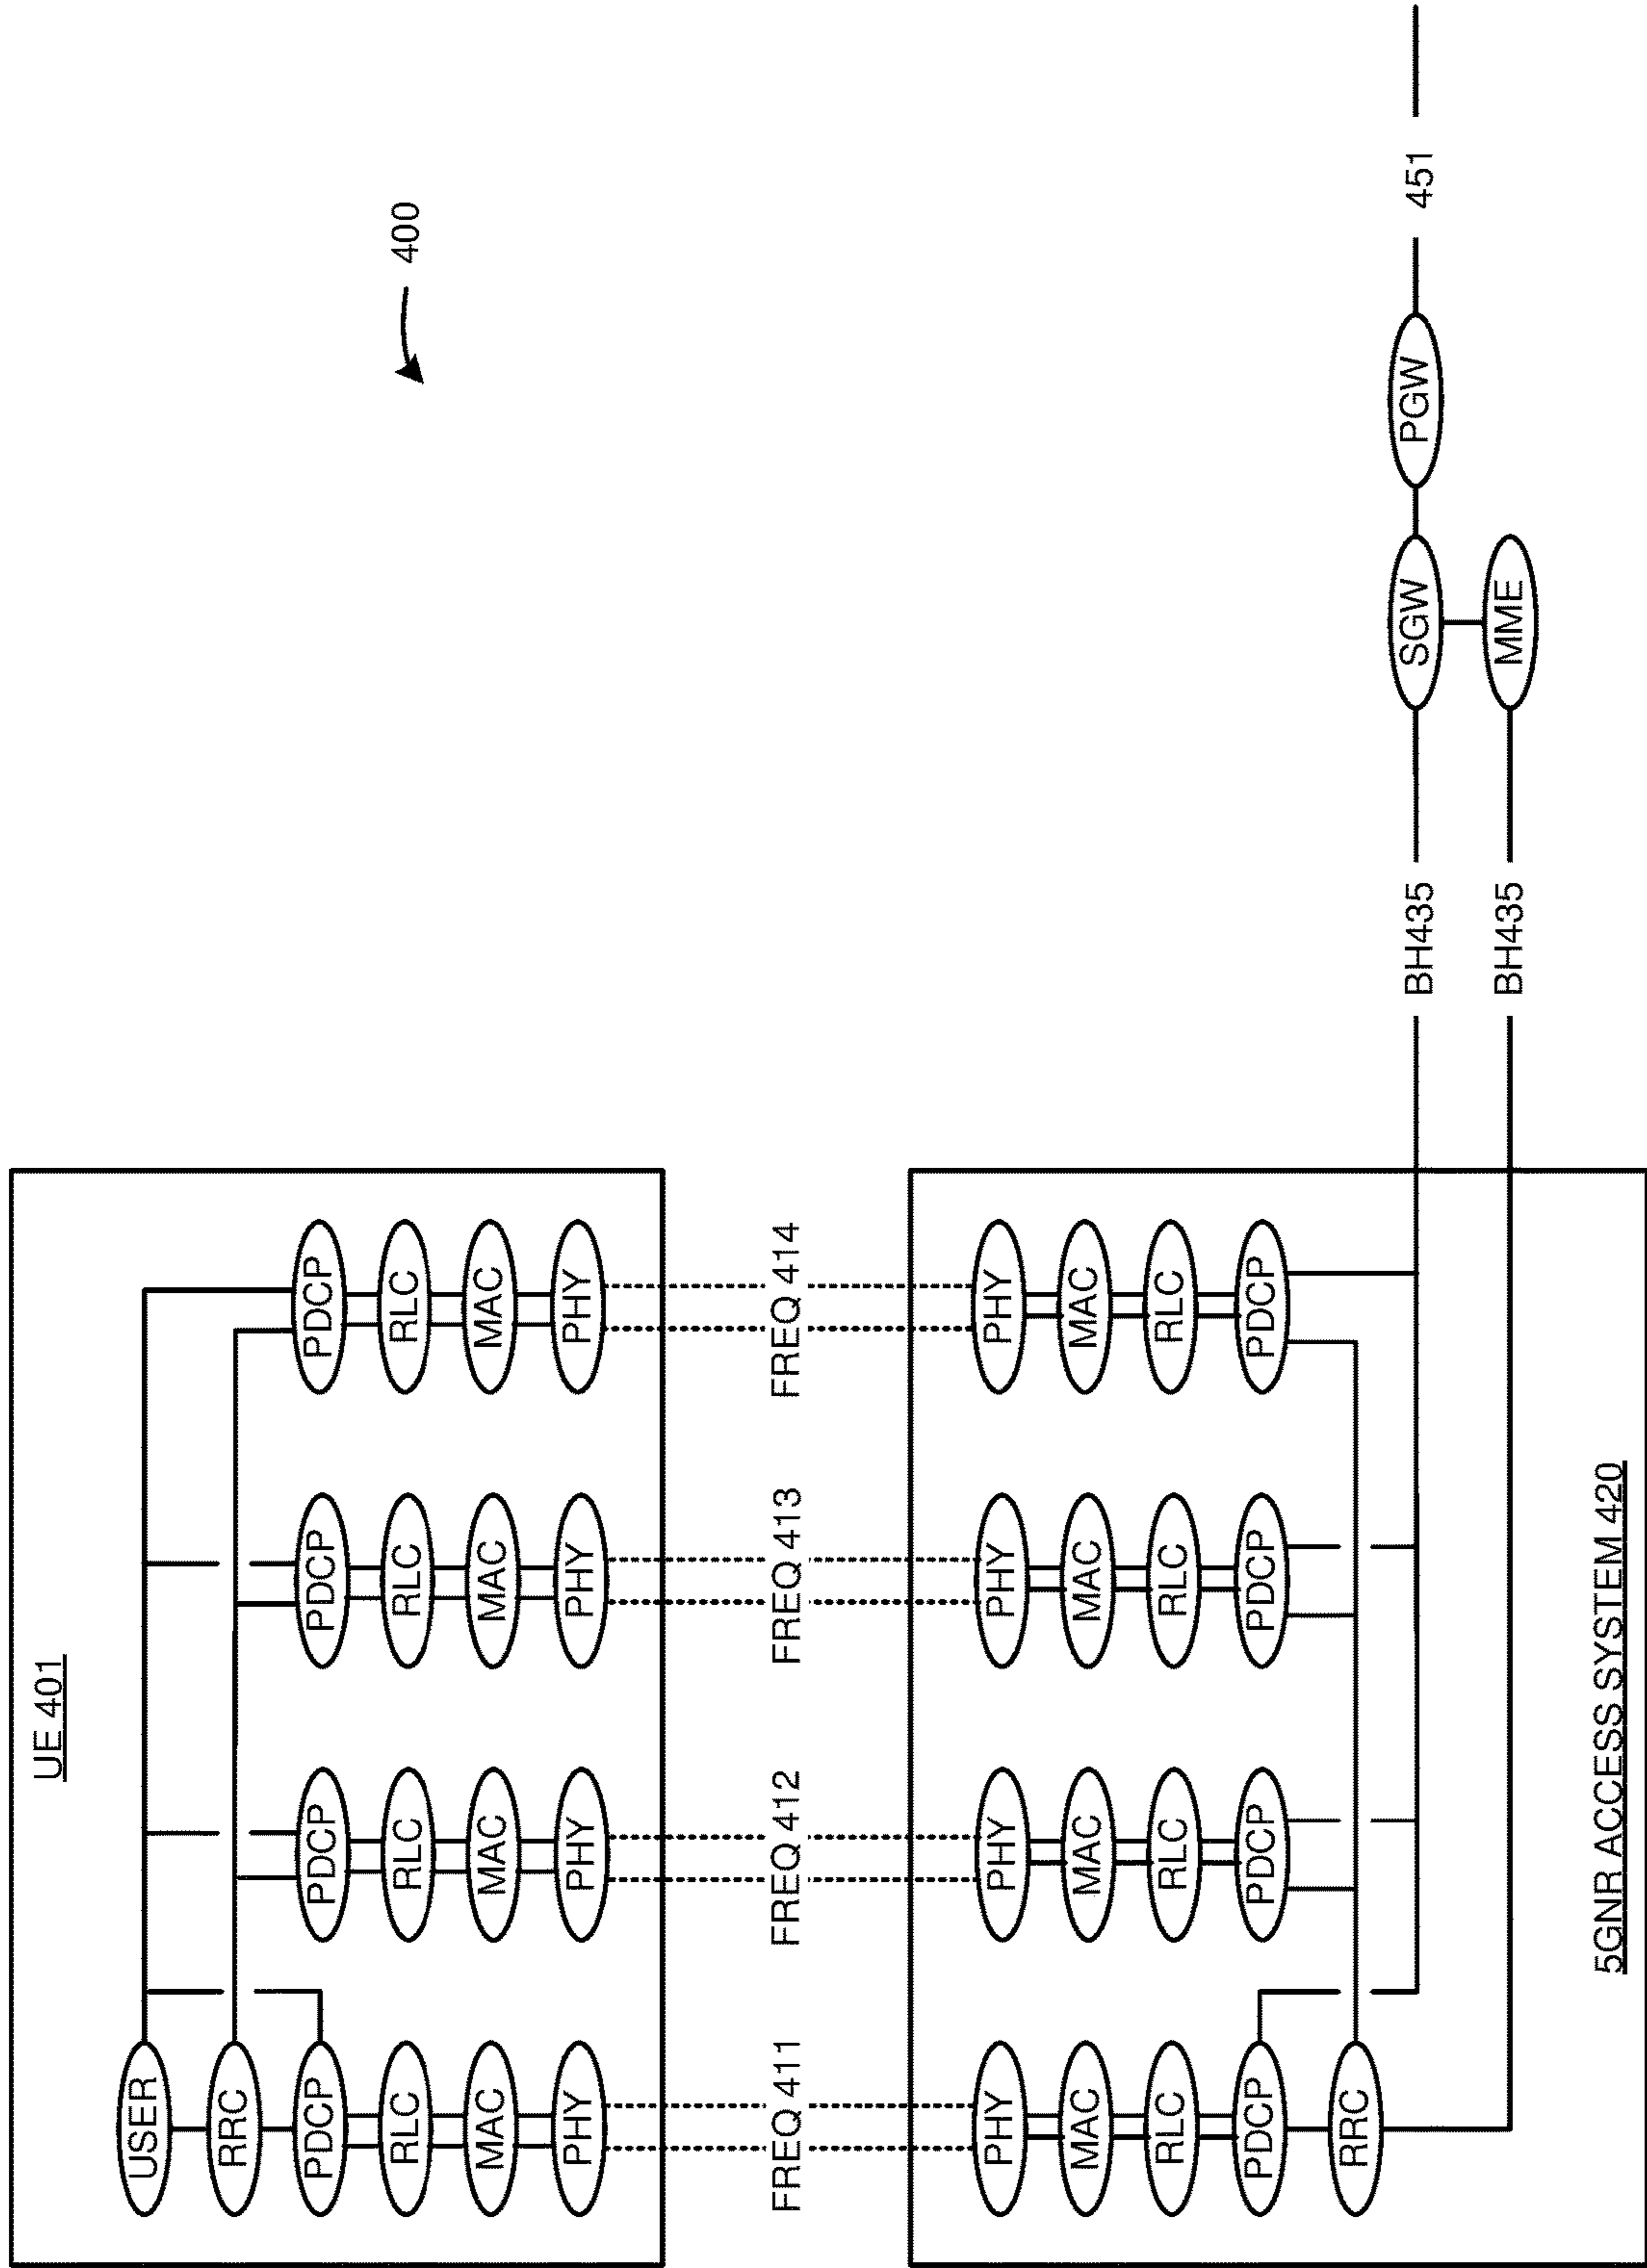 UE 401
USER
RRC
PDCP PDCP PDCP PDCP
RLC RLC RLC RLC
MAC MAC MAC MAC
PHY PHY PHY PHY
400
FREQ 411 FREQ 412 FREQ 413 FREQ 414
PHY PHY PHY PHY
MAC MAC MAC MAC
RLC RLC RLC RLC
PDCP PDCP PDCP PDCP
RRC
BH435 SGW PGW 451
BH435 MME
5GNR ACCESS SYSTEM 420